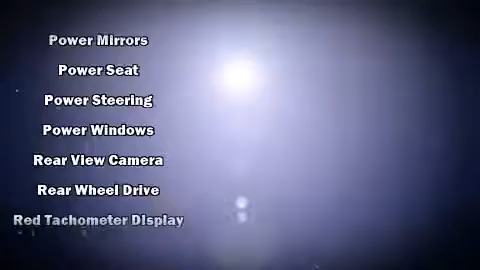 Power Mirrors
Power Seat
Power Steering
Power Windows
Rear View Camera
Rear Wheel Drive
Red Tachometer Display